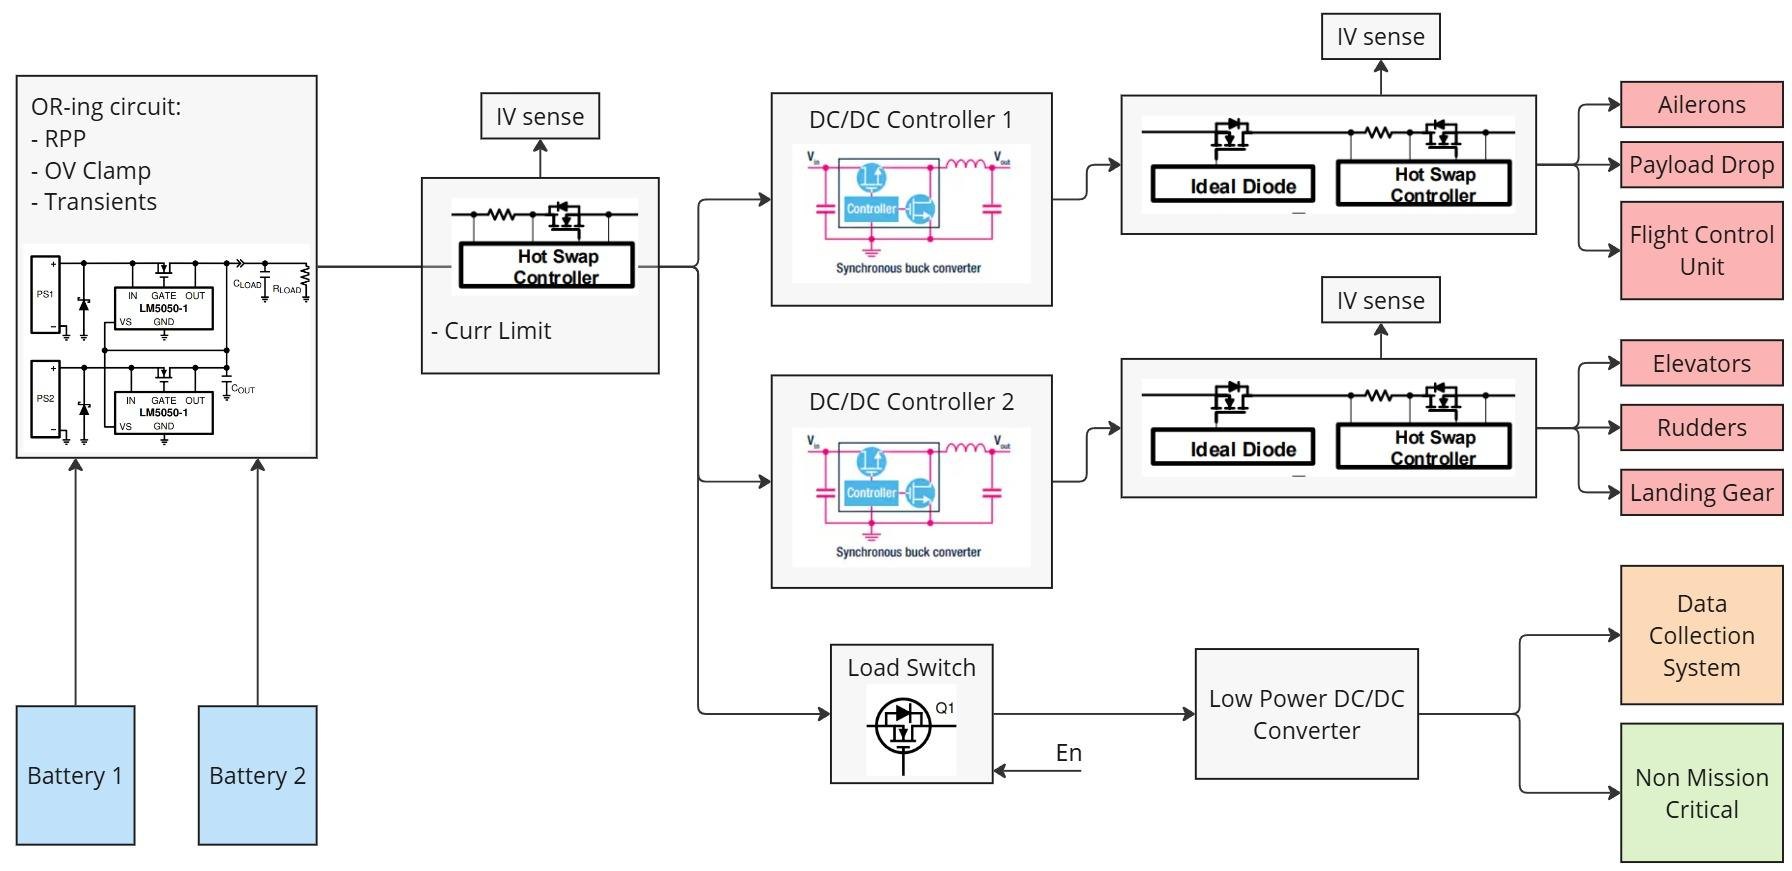 OR-ing circuit:
- RPP
- OV Clamp
- Transients
PS1
+
−
IN GATE OUT
LM5050-1
VS GND
CLOAD
RLOAD
PS2
+
−
IN GATE OUT
LM5050-1
VS GND
COUT
Battery 1
Battery 2
IV sense
Hot Swap
Controller
- Curr Limit
DC/DC Controller 1
Vin
Vout
Controller
Synchronous buck converter
DC/DC Controller 2
Vin
Vout
Controller
Synchronous buck converter
Load Switch
Q1
En
IV sense
Ideal Diode
Hot Swap
Controller
IV sense
Ideal Diode
Hot Swap
Controller
Low Power DC/DC
Converter
Ailerons
Payload Drop
Flight Control
Unit
Elevators
Rudders
Landing Gear
Data
Collection
System
Non Mission
Critical